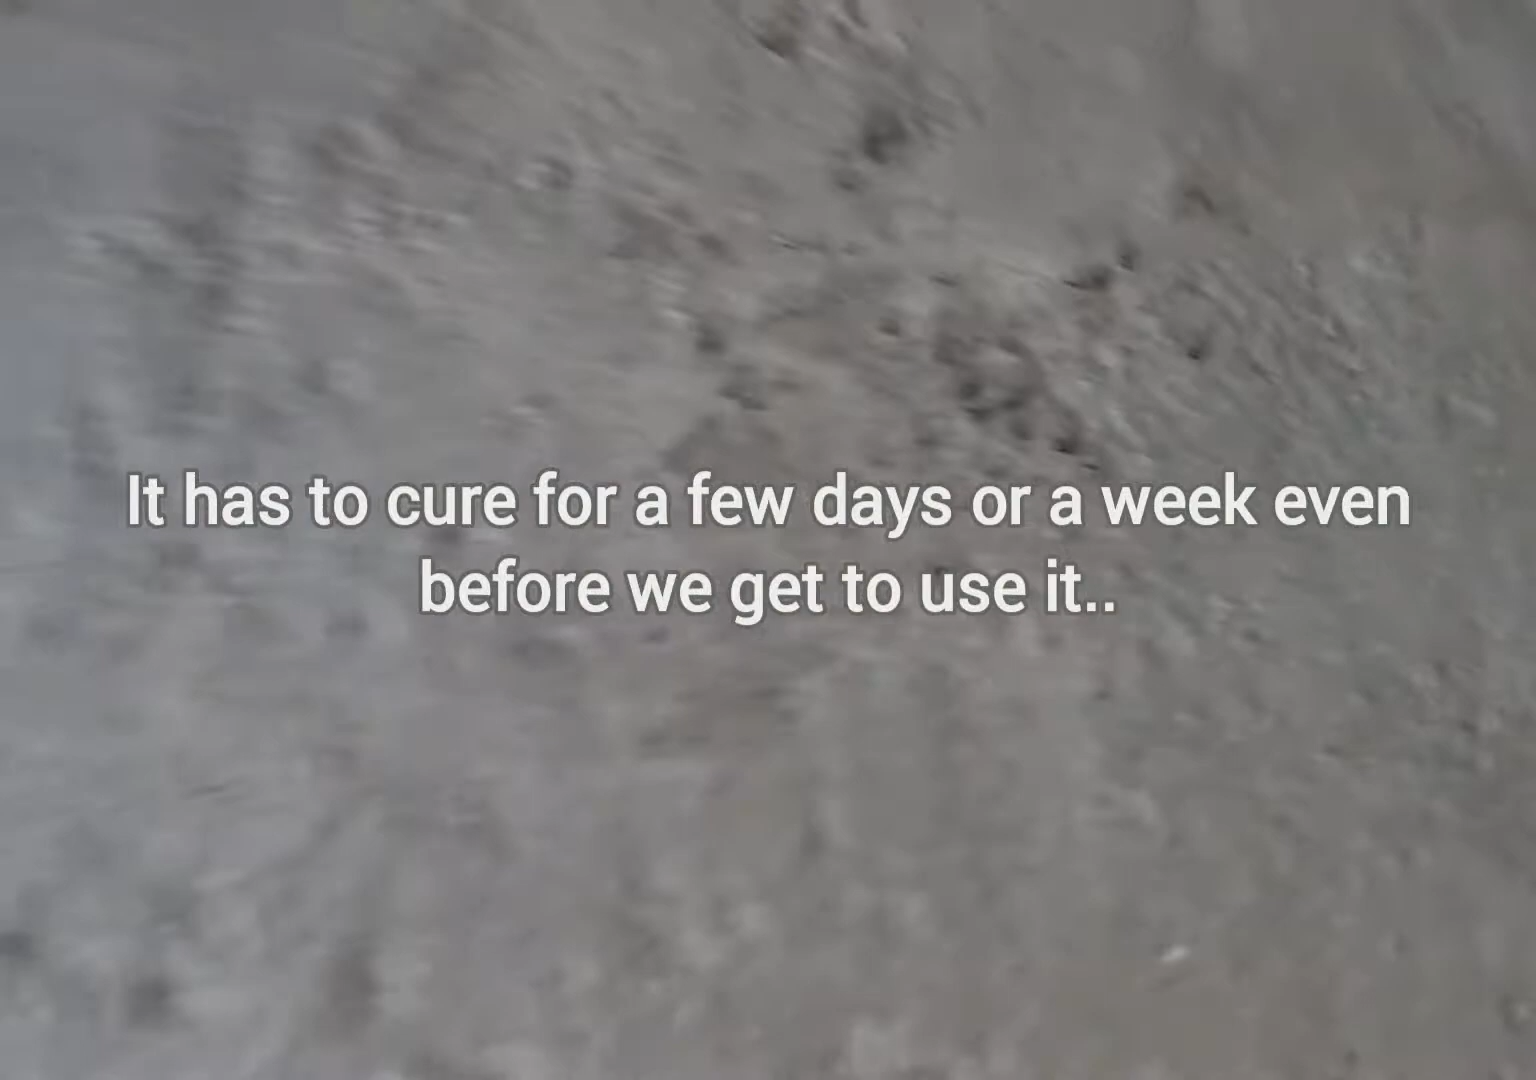 It has to cure for a few days or a week even
before we get to use it..